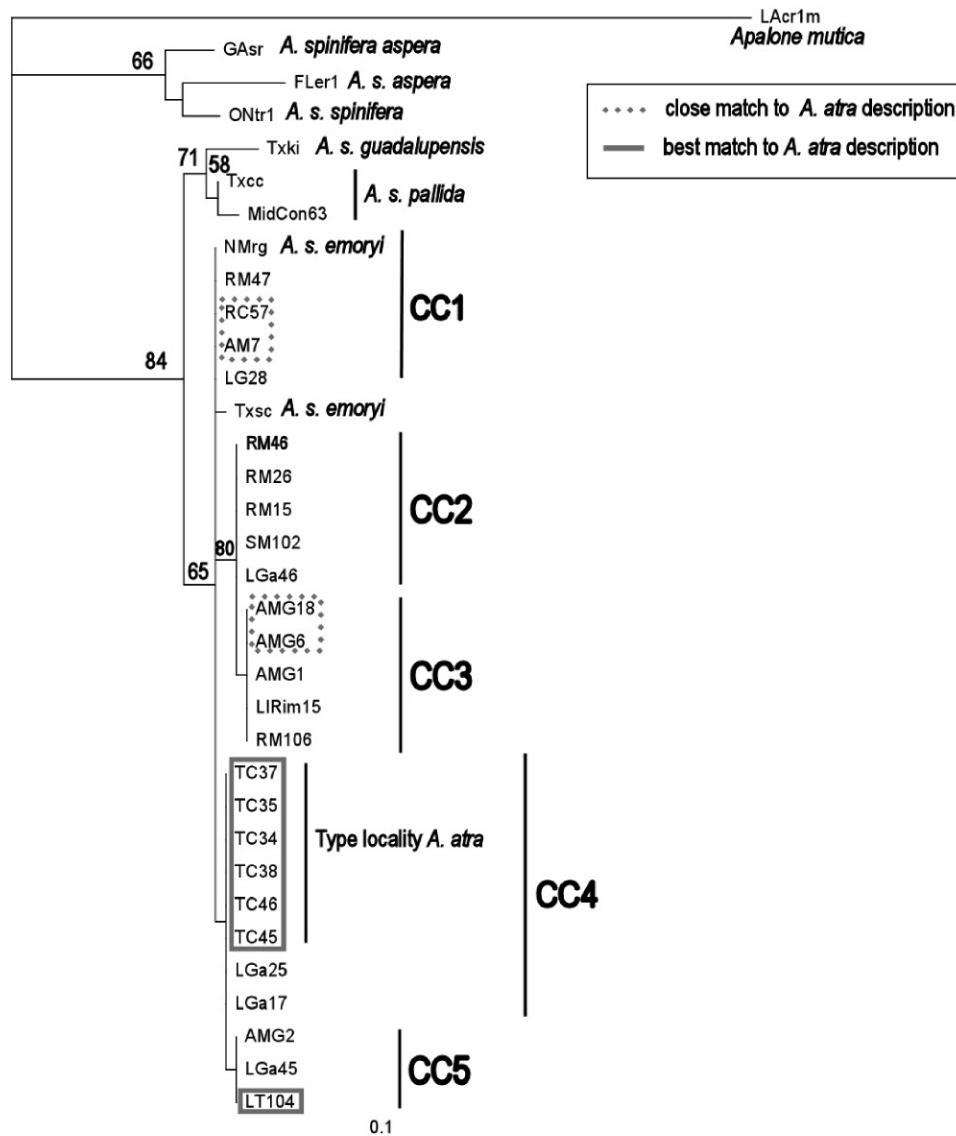 LAcr1m
Apalone mutica
GAsr A. spinifera aspera
66
FLer1 A. s. aspera
ONtr1 A. s. spinifera
close match to A. atra description
best match to A. atra description
Txki A. s. guadalupensis
71
58
Txcc
A. s. pallida
MidCon63
NMrg A. s. emoryi
RM47
CC1
RC57
AM7
84
LG28
Txsc A. s. emoryi
RM46
RM26
RM15
CC2
SM102
80
LGa46
65
AMG18
AMG6
AMG1
CC3
LIRim15
RM106
TC37
TC35
TC34
Type locality A. atra
TC38
CC4
TC46
TC45
LGa25
LGa17
AMG2
LGa45
CC5
LT104
0.1